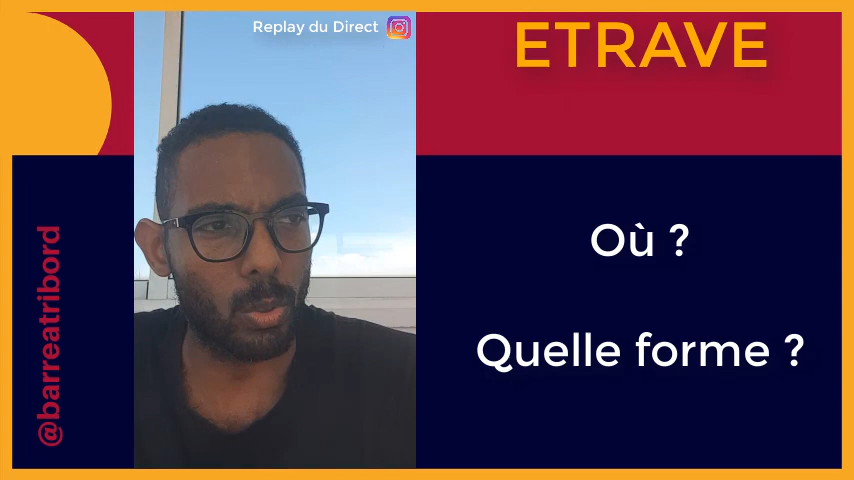 Replay du Direct
ETRAVE
Où ?
Quelle forme ?
@barreatribord